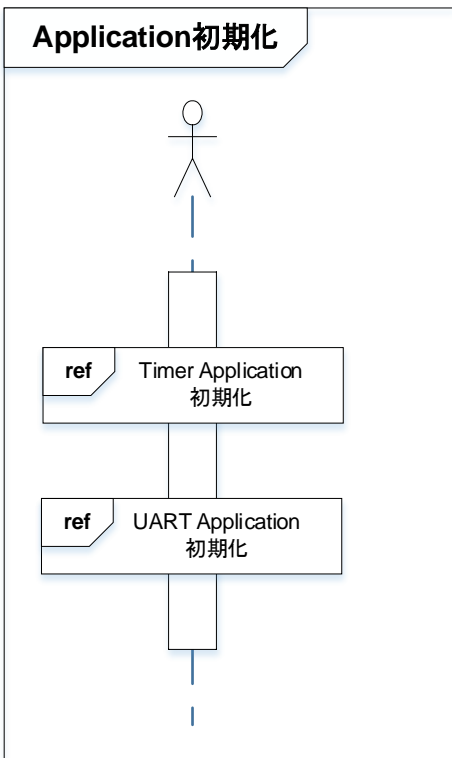 Application初期化
ref
Timer Application
初期化
ref
UART Application
初期化